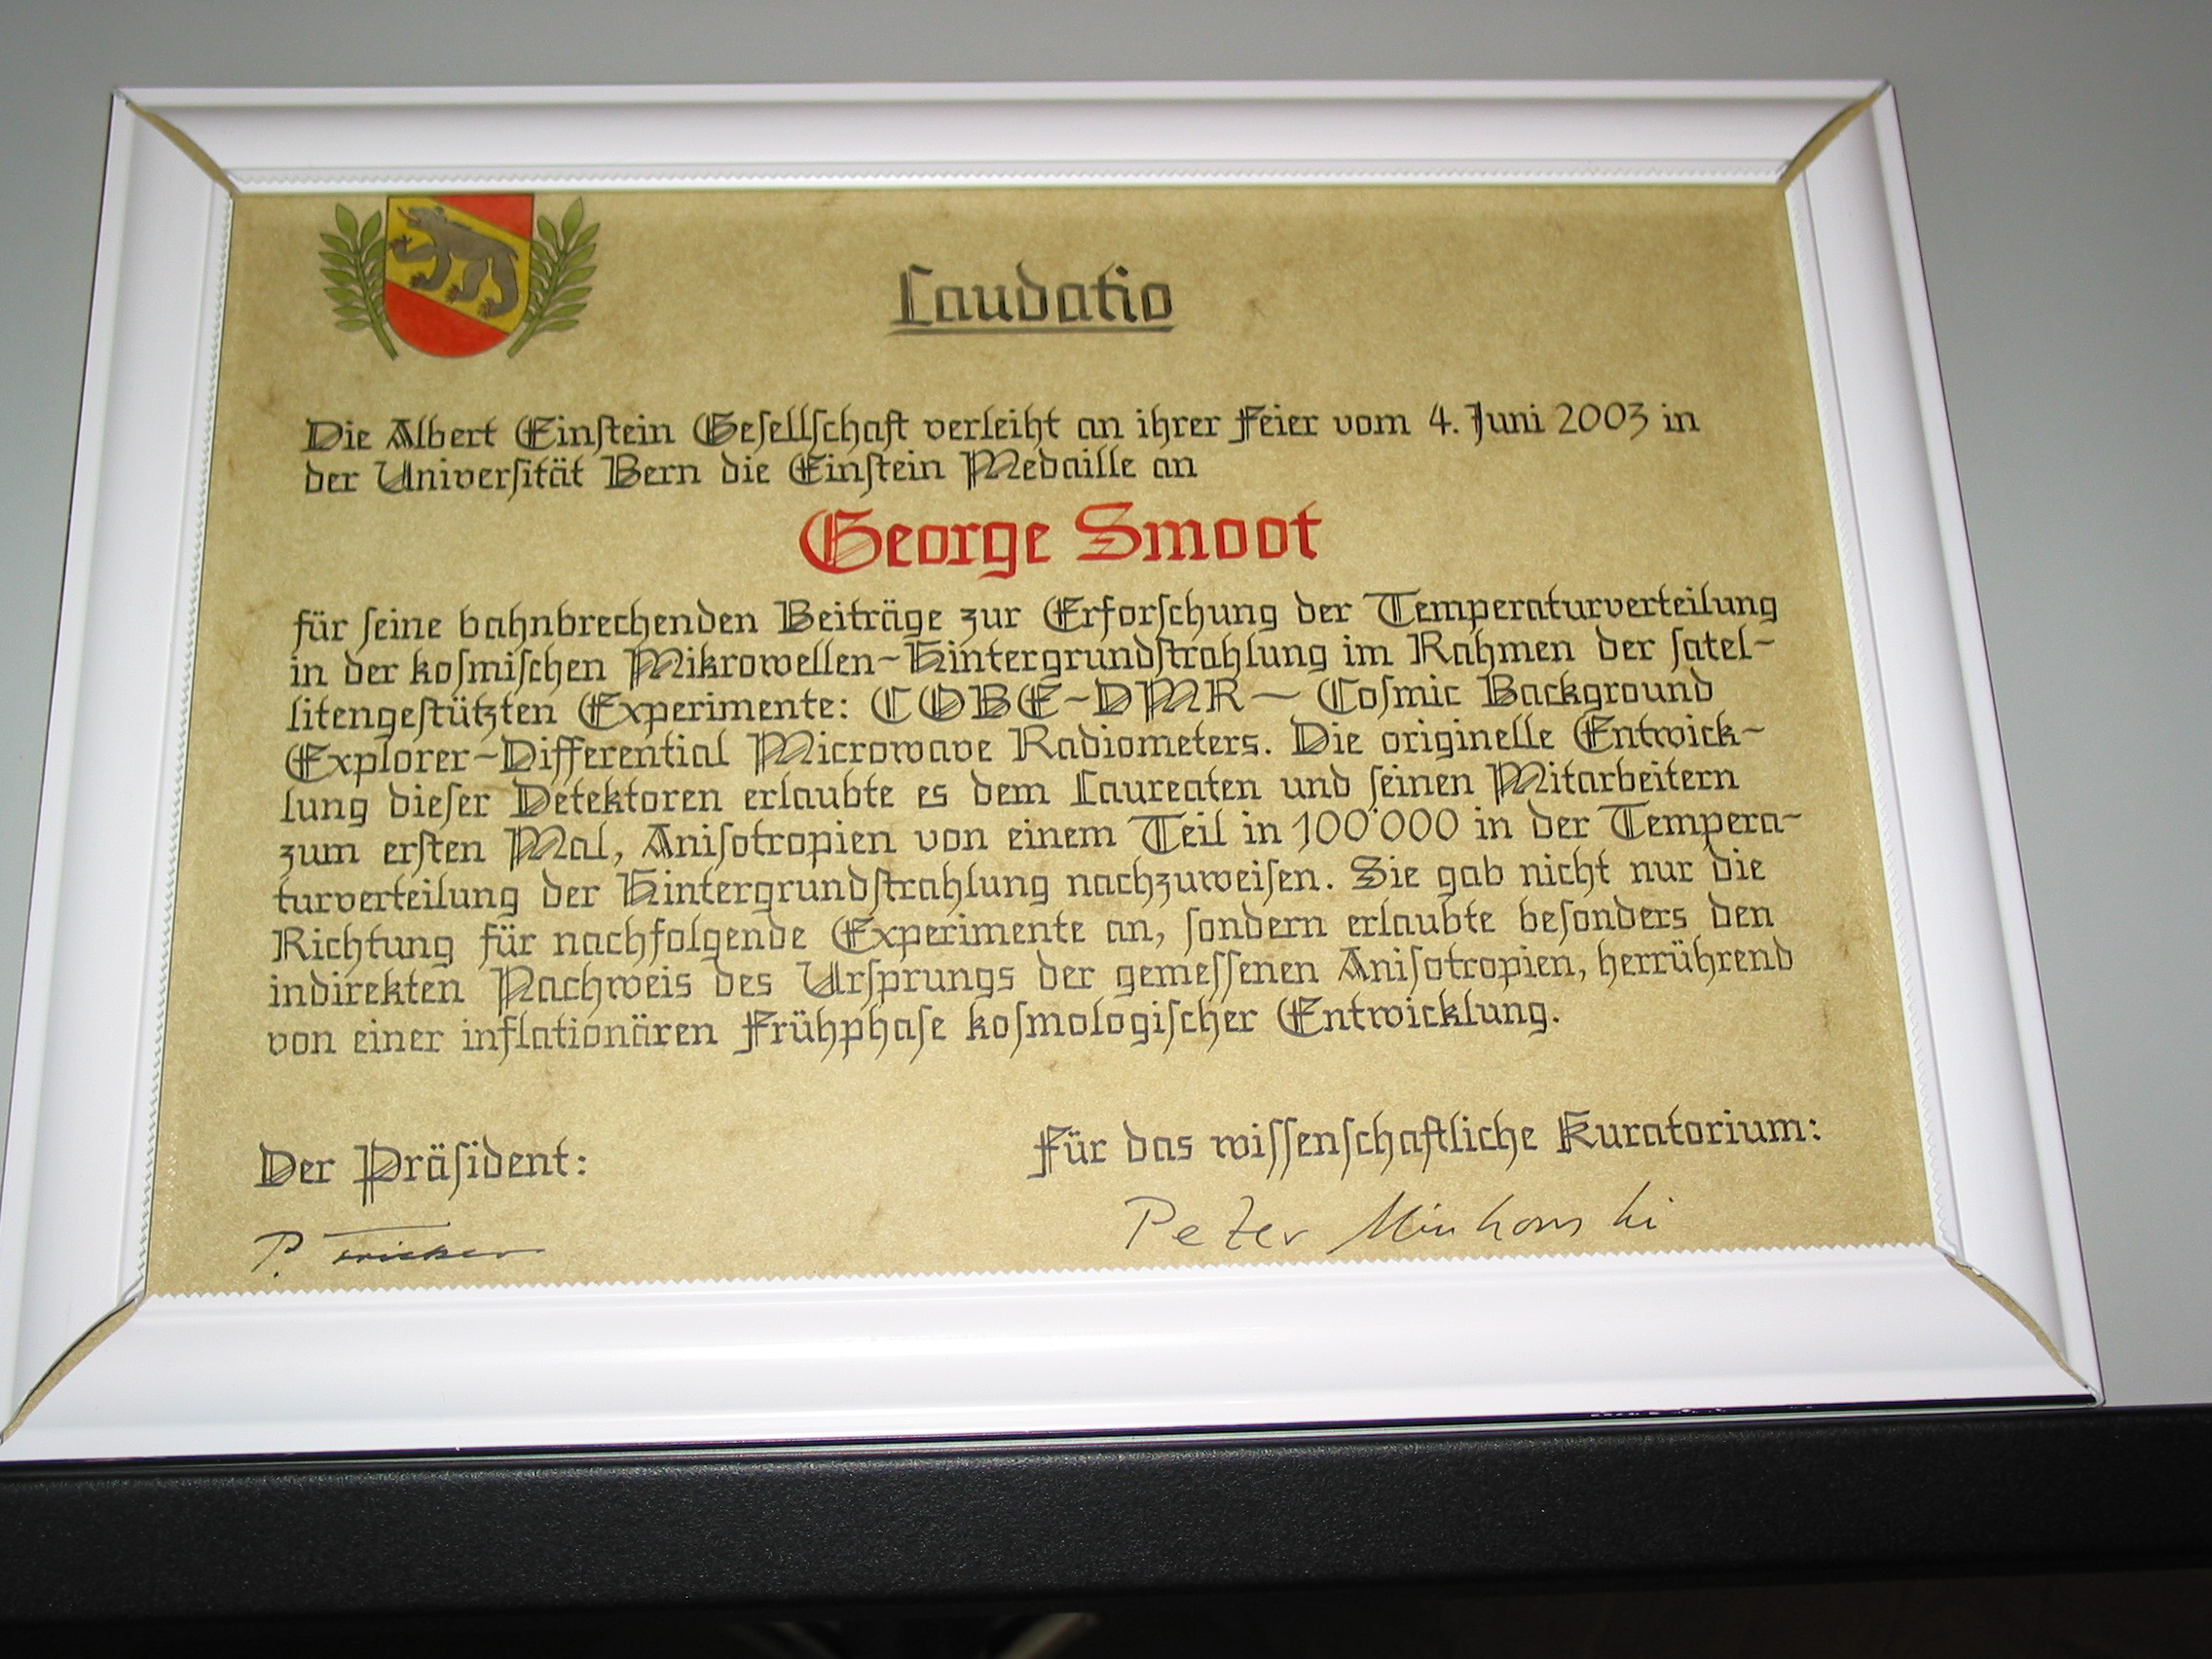 Laudatio
Die Albert Einstein Gesellschaft verleiht an ihrer Feier vom 4. Juni 2003 in
der Universität Bern die Einstein Medaille an
George Smoot
für seine bahnbrechenden Beiträge zur Erforschung der Temperaturverteilung
in der kosmischen Mikrowellen-Hintergrundstrahlung im Rahmen der satel-
litengestützten Experimente: COBE-DMR - Cosmic Background
Explorer-Differential Microwave Radiometers. Die originelle Entwick-
lung dieser Detektoren erlaubte es dem Laureaten und seinen Mitarbeitern
zum ersten Mal, Anisotropien von einem Teil in 100'000 in der Tempera-
turverteilung der Hintergrundstrahlung nachzuweisen. Sie gab nicht nur die
Richtung für nachfolgende Experimente an, sondern erlaubte besonders den
indirekten Nachweis des Ursprungs der gemessenen Anisotropien, herrührend
von einer inflationären Frühphase kosmologischer Entwicklung.
Der Präsident:
Für das wissenschaftliche Kuratorium:
P.
Peter Minkowski